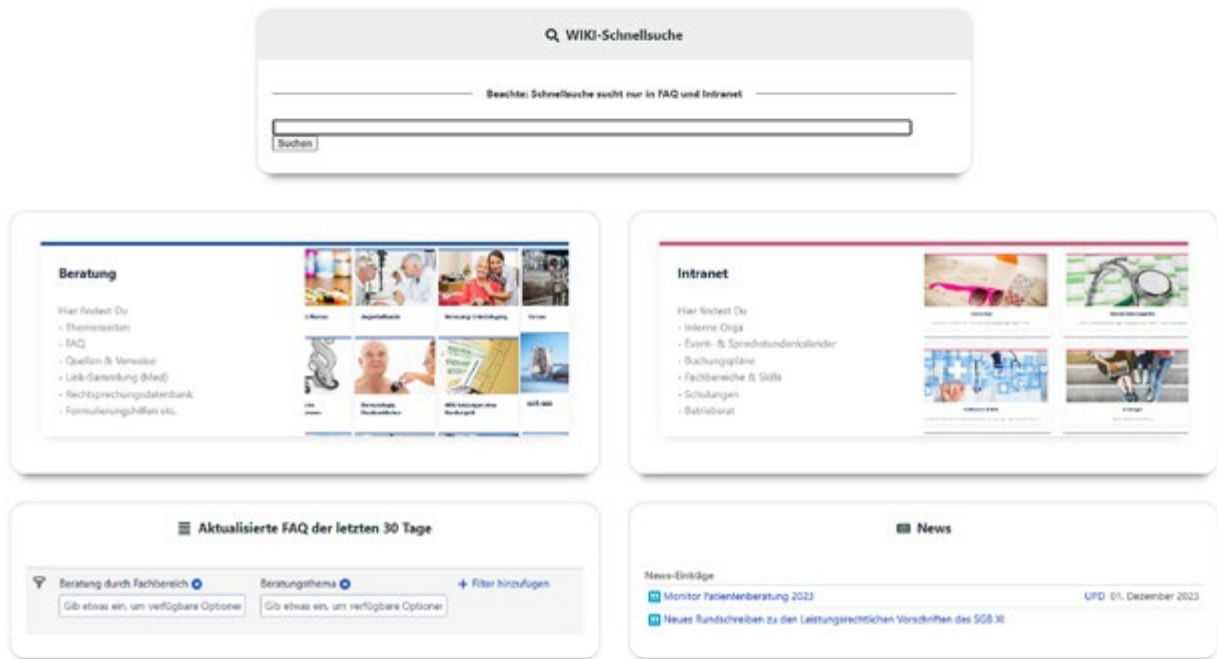 WIKI-Schnellsuche
Beachte: Schnellsuche sucht nur in FAQ und Intranet
Suchen
Beratung
Hier findest Du
- Themenseiten
- FAQ
- Quellen & Verweise
- Link-Sammlung (Med)
- Rechtsprechungsdatenbank
- Formulierungshilfen etc.
Augenheilkunde
Intranet
Hier findest Du
- Interne Orga
- Event- & Sprechstundenkalender
- Buchungspläne
- Fachbereiche & Skills
- Schulungen
- Betriebsrat
Aktualisierte FAQ der letzten 30 Tage
Beratung durch Fachbereich
Beratungsthema
+ Filter hinzufügen
Gib etwas ein, um verfügbare Optionen
Gib etwas ein, um verfügbare Optionen
News
News-Einträge
Monitor Patientenberatung 2023
UPD 01. Dezember 2023
Neues Rundschreiben zu den Leistungsrechtlichen Vorschriften des SGB XI